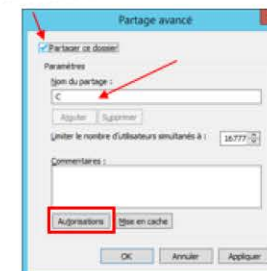 Partage avancé
Partager ce dossier
Paramètres
Nom du partage :
C
Ajouter Supprimer
Limiter le nombre d'utilisateurs simultanés à : 16777
Commentaires :
Autorisations Mise en cache
OK Annuler Appliquer